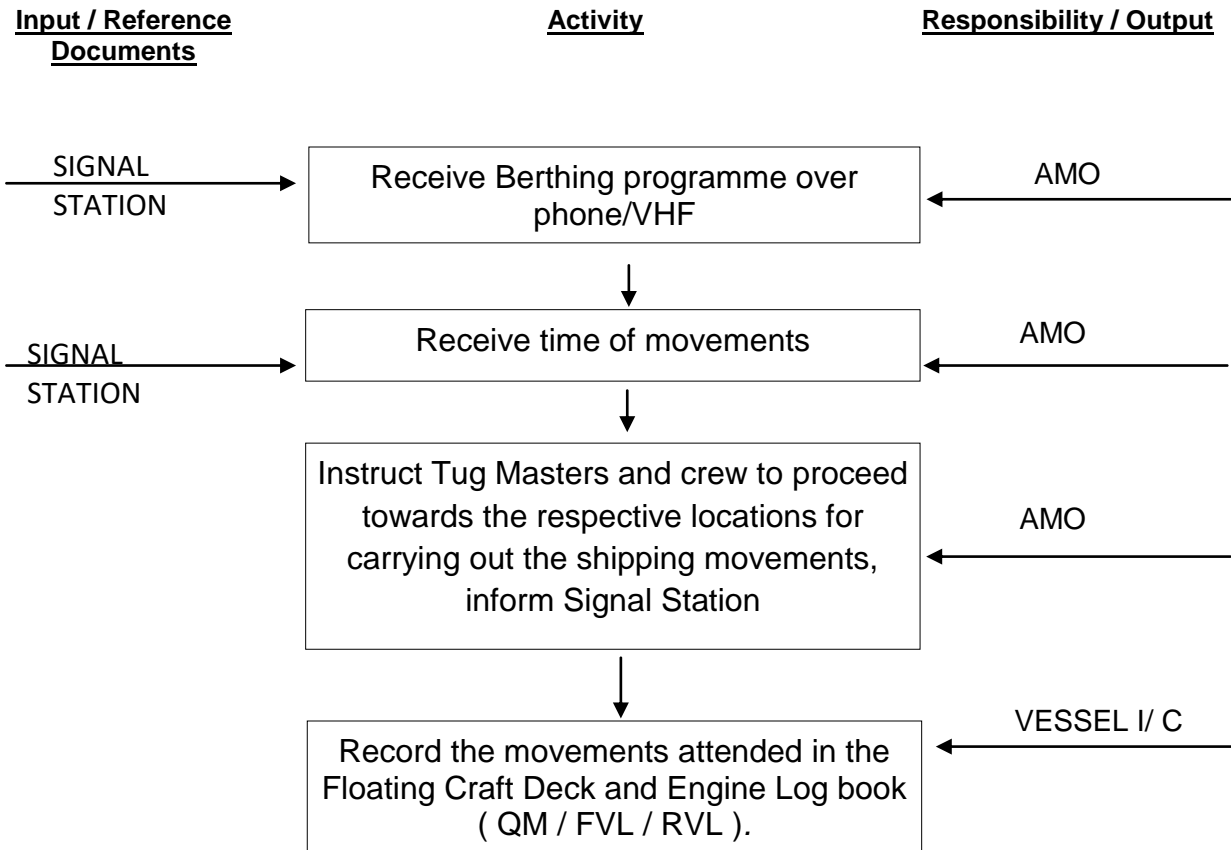 Input / Reference Documents
Activity
Responsibility / Output
SIGNAL
STATION
Receive Berthing programme over
phone/VHF
AMO
SIGNAL
STATION
Receive time of movements
AMO
Instruct Tug Masters and crew to proceed
towards the respective locations for
carrying out the shipping movements,
inform Signal Station
AMO
Record the movements attended in the
Floating Craft Deck and Engine Log book
( QM / FVL / RVL ).
VESSEL I/ C